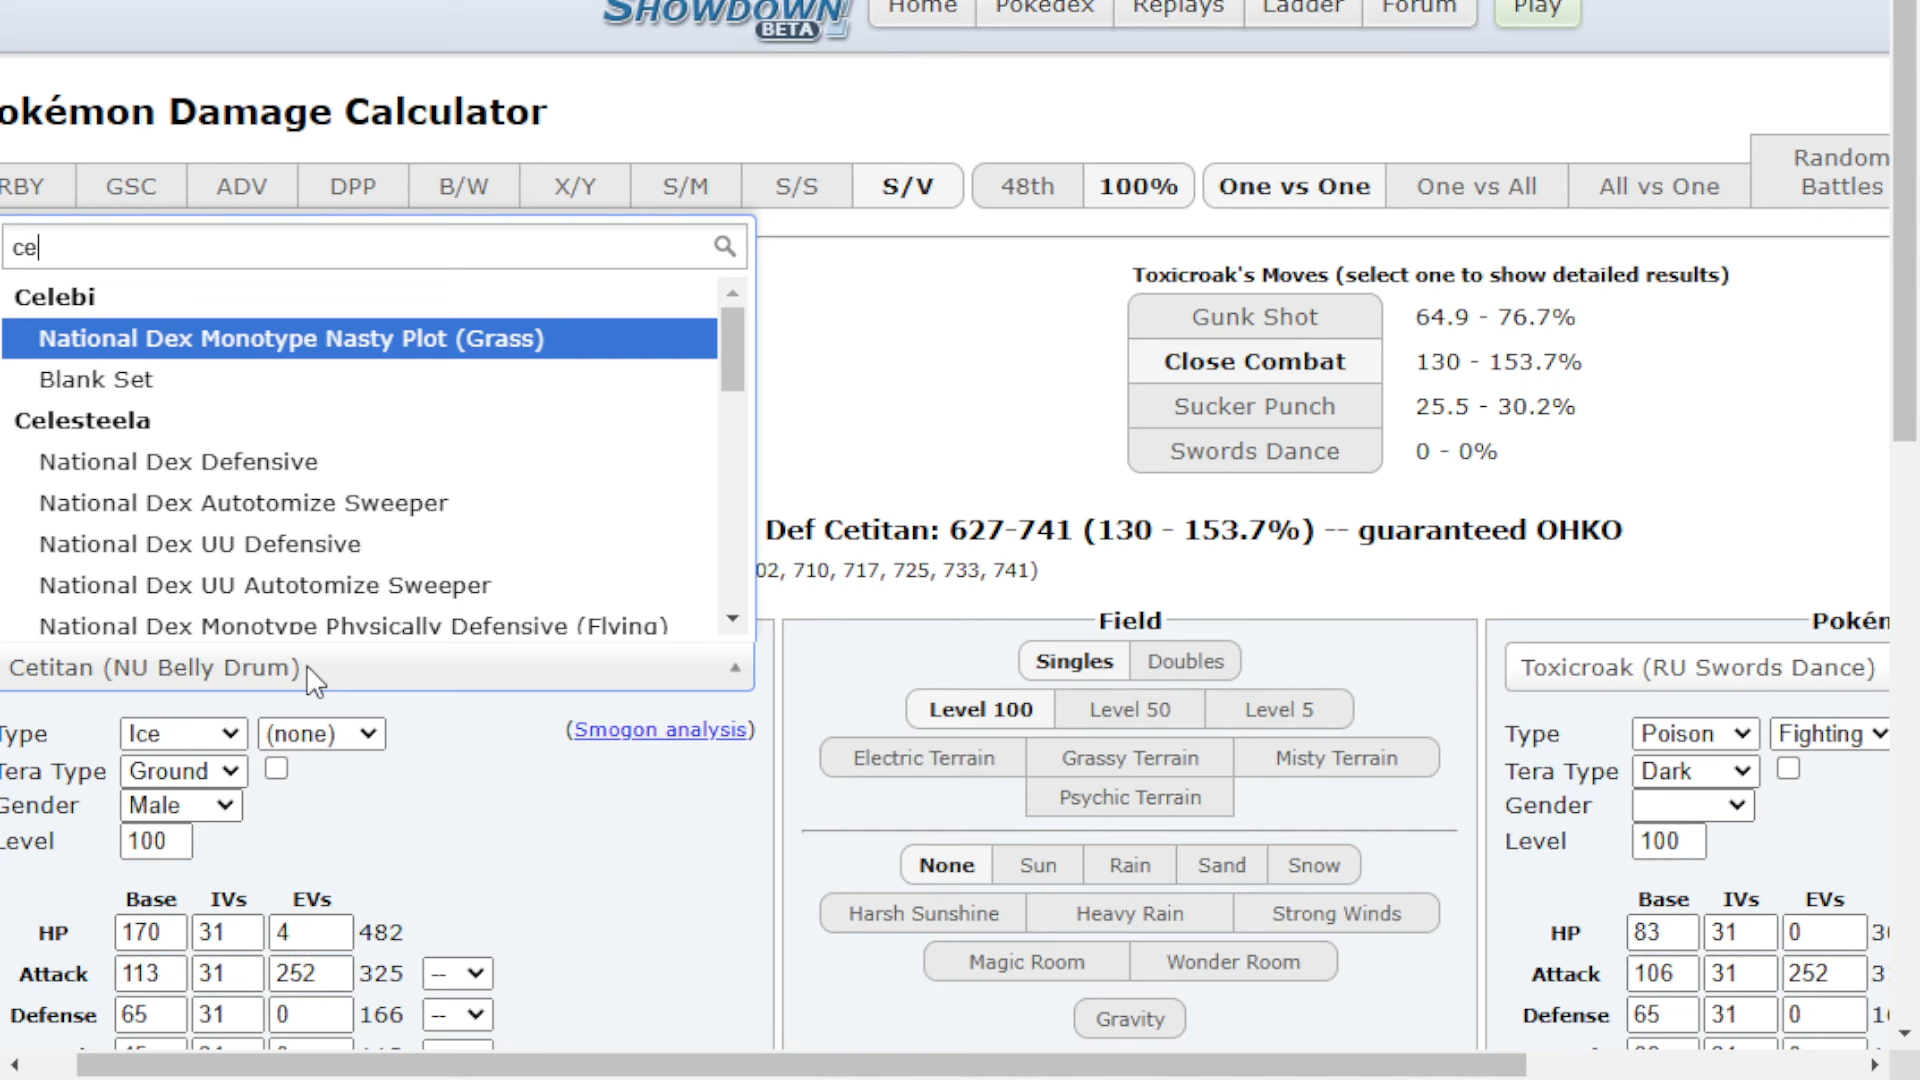 SHOWDOWN
BETA
Home
Pokédex
Replays
Ladder
Forum
Play
okémon Damage Calculator
RBY
GSC
ADV
DPP
B/W
X/Y
S/M
S/S
S/V
48th
100%
One vs One
One vs All
All vs One
Random
Battles
ce
Celebi
National Dex Monotype Nasty Plot (Grass)
Blank Set
Celesteela
National Dex Defensive
National Dex Autotomize Sweeper
National Dex UU Defensive
National Dex UU Autotomize Sweeper
National Dex Monotype Physically Defensive (Flying)
Cetitan (NU Belly Drum)
Toxicroak's Moves (select one to show detailed results)
Gunk Shot 64.9 - 76.7%
Close Combat 130 - 153.7%
Sucker Punch 25.5 - 30.2%
Swords Dance 0 - 0%
Def Cetitan: 627-741 (130 - 153.7%) -- guaranteed OHKO
02, 710, 717, 725, 733, 741)
Type Ice (none) (Smogon analysis)
Tera Type Ground
Gender Male
Level 100
Base IVs EVs
HP 170 31 4 482
Attack 113 31 252 325 --
Defense 65 31 0 166 --
Field
Singles Doubles
Level 100 Level 50 Level 5
Electric Terrain Grassy Terrain Misty Terrain
Psychic Terrain
None Sun Rain Sand Snow
Harsh Sunshine Heavy Rain Strong Winds
Magic Room Wonder Room
Gravity
Pokém
Toxicroak (RU Swords Dance)
Type Poison Fighting
Tera Type Dark
Gender
Level 100
Base IVs EVs
HP 83 31 0
Attack 106 31 252
Defense 65 31 0